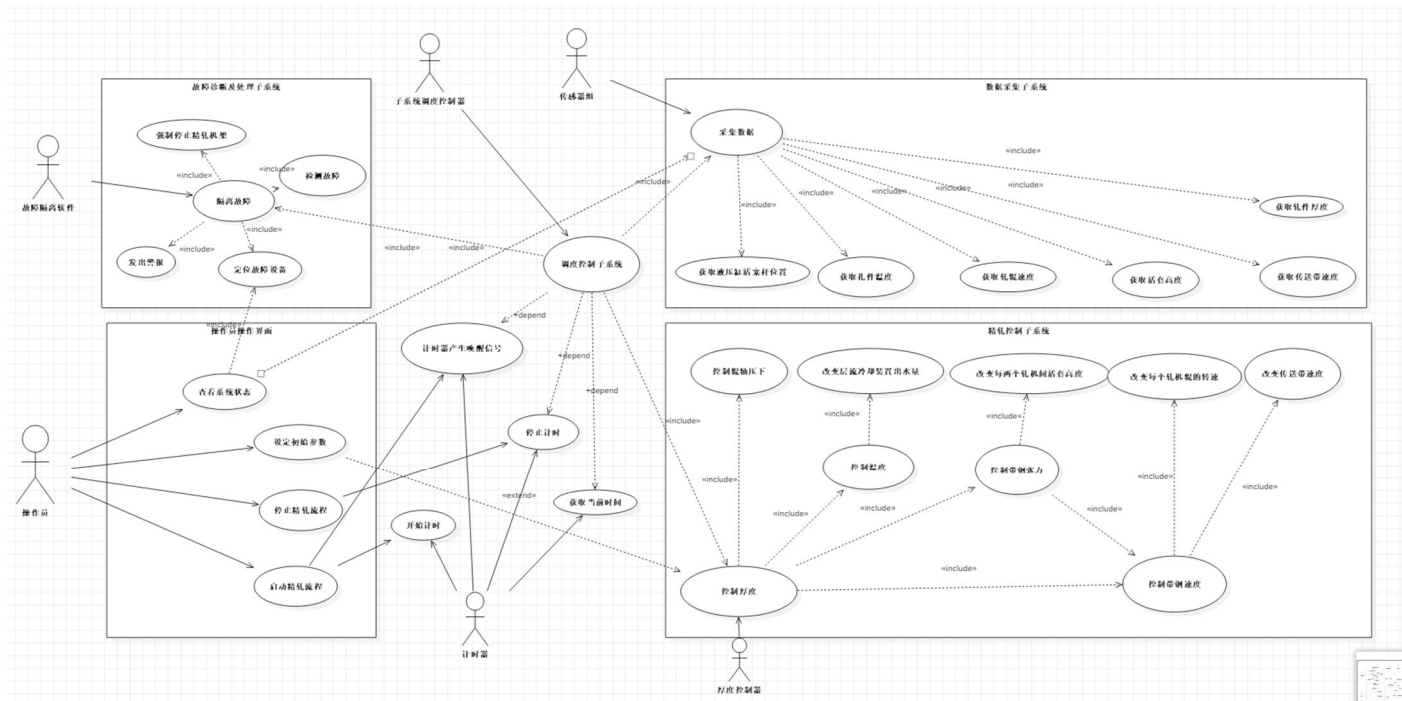 故障诊断及处理子系统
强制停止精轧机架
«include»
«include»
检测故障
隔离故障
故障隔离软件
«include»
«include»
发出警报
定位故障设备
子系统调度控制器
传感器组
数据采集子系统
采集数据
«include»
«include»
«include»
«include»
«include»
«include»
«include»
获取轧件厚度
获取液压缸活塞杆位置
获取轧件温度
获取轧辊速度
获取活套高度
获取传送带速度
«include»
«include»
调度控制子系统
«include»
操作员操作界面
查看系统状态
设定初始参数
停止精轧流程
启动精轧流程
操作员
+depend
计时器产生唤醒信号
+depend
+depend
停止计时
«extend»
获取当前时间
开始计时
计时器
精轧控制子系统
控制辊轴压下
改变层流冷却装置出水量
改变每两个轧机间活套高度
改变每个轧机辊的转速
改变传送带速度
«include»
«include»
«include»
控制温度
控制带钢张力
«include»
«include»
«include»
«include»
«include»
«include»
«include»
控制厚度
控制带钢速度
厚度控制器